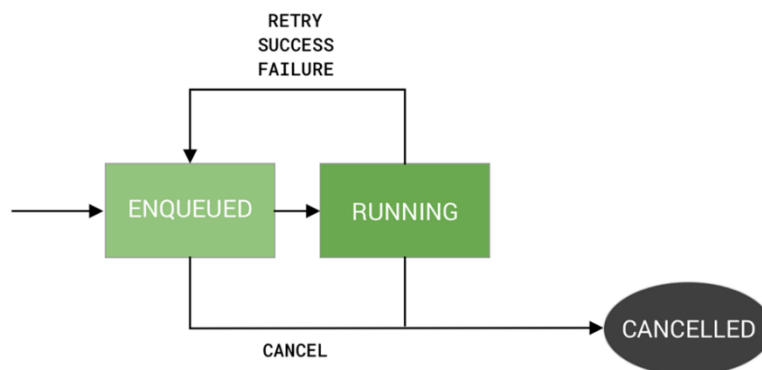 RETRY
SUCCESS
FAILURE
ENQUEUED
RUNNING
CANCEL
CANCELLED